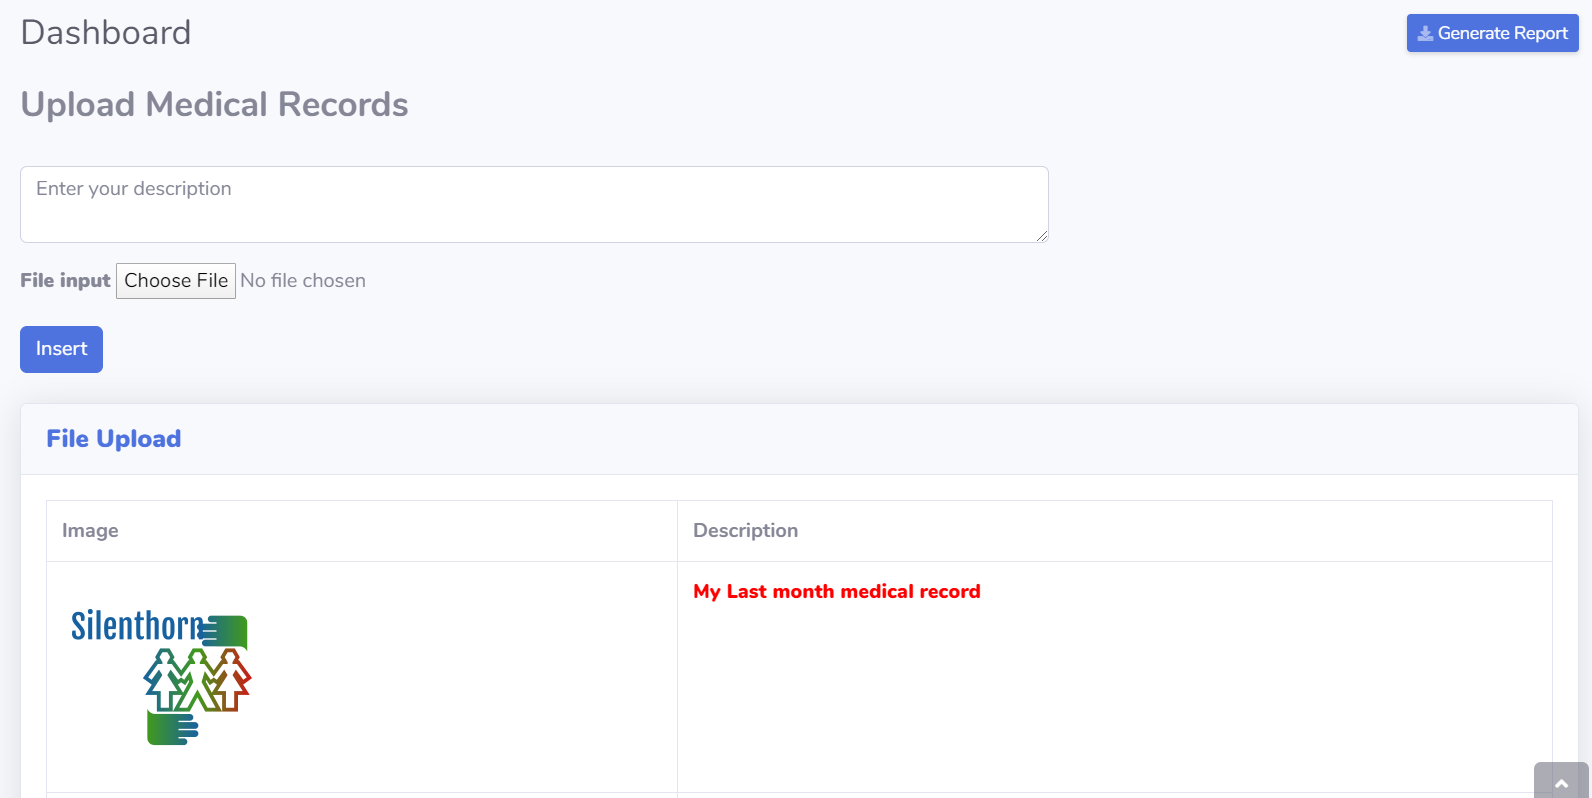 Dashboard
Generate Report
Upload Medical Records
Enter your description
File input Choose File No file chosen
Insert
File Upload
Image Description
My Last month medical record
Silenthorn